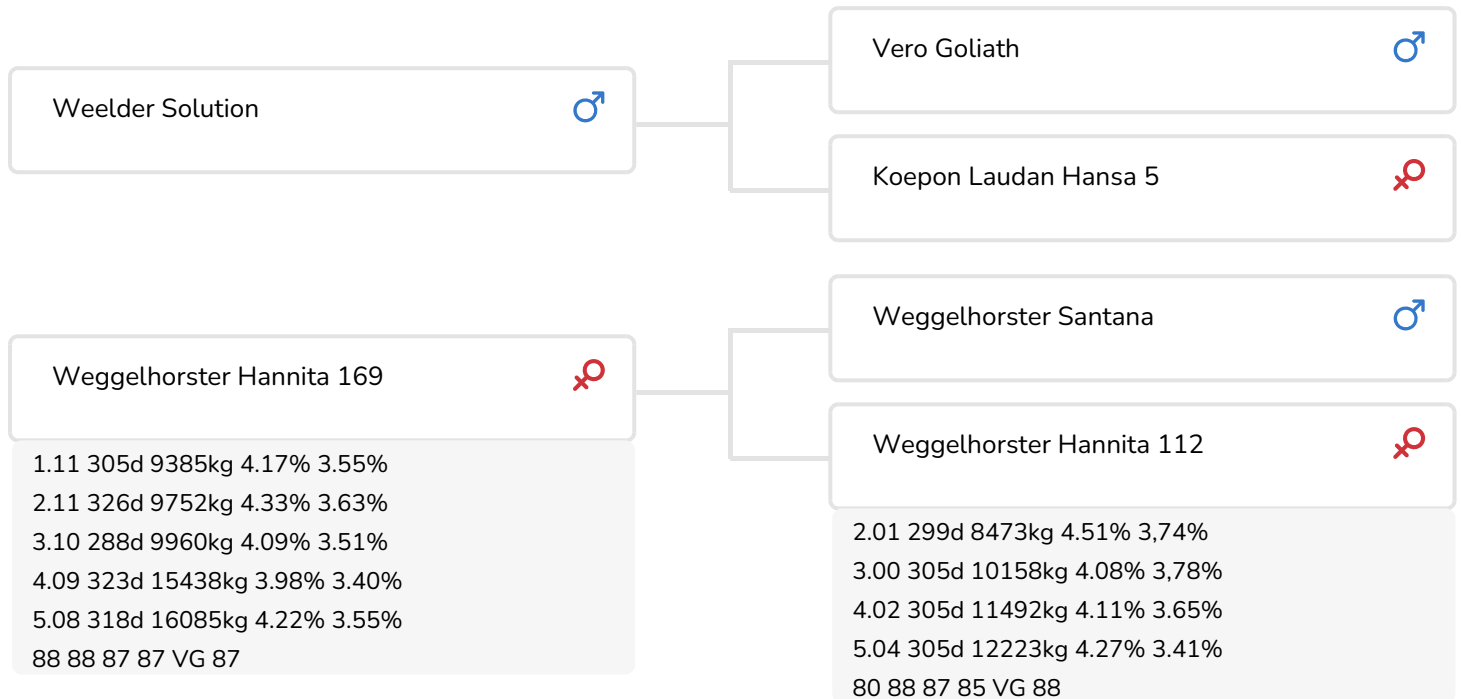 Weelder Solution
Vero Goliath
Koepon Laudan Hansa 5
Weggelhorster Hannita 169
1.11 305d 9385kg 4.17% 3.55%
2.11 326d 9752kg 4.33% 3.63%
3.10 288d 9960kg 4.09% 3.51%
4.09 323d 15438kg 3.98% 3.40%
5.08 318d 16085kg 4.22% 3.55%
88 88 87 87 VG 87
Weggelhorster Santana
Weggelhorster Hannita 112
2.01 299d 8473kg 4.51% 3,74%
3.00 305d 10158kg 4.08% 3,78%
4.02 305d 11492kg 4.11% 3.65%
5.04 305d 12223kg 4.27% 3.41%
80 88 87 85 VG 88